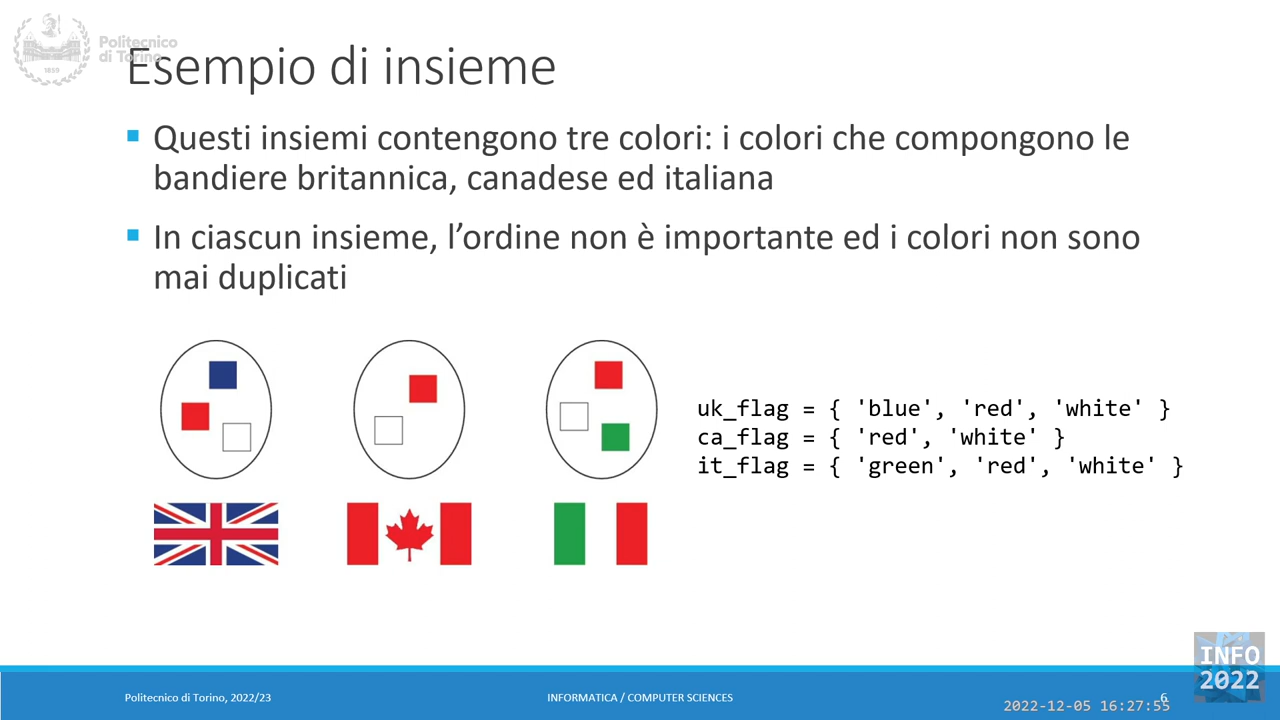 Politecnico
di Torino
1859
Esempio di insieme
Questi insiemi contengono tre colori: i colori che compongono le
bandiere britannica, canadese ed italiana
In ciascun insieme, l’ordine non è importante ed i colori non sono
mai duplicati
uk_flag = { 'blue', 'red', 'white' }
ca_flag = { 'red', 'white' }
it_flag = { 'green', 'red', 'white' }
INFO
2022
Politecnico di Torino, 2022/23
INFORMATICA / COMPUTER SCIENCES
6
2022-12-05 16:27:55